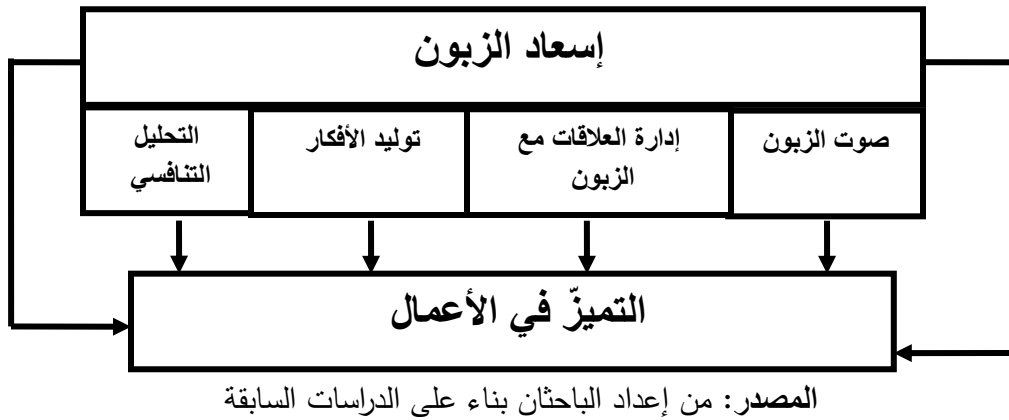 إسعاد الزبون
صوت الزبون
إدارة العلاقات مع
الزبون
توليد الأفكار
التحليل
التنافسي
التميزّ في الأعمال
المصدر: من إعداد الباحثان بناء على الدراسات السابقة